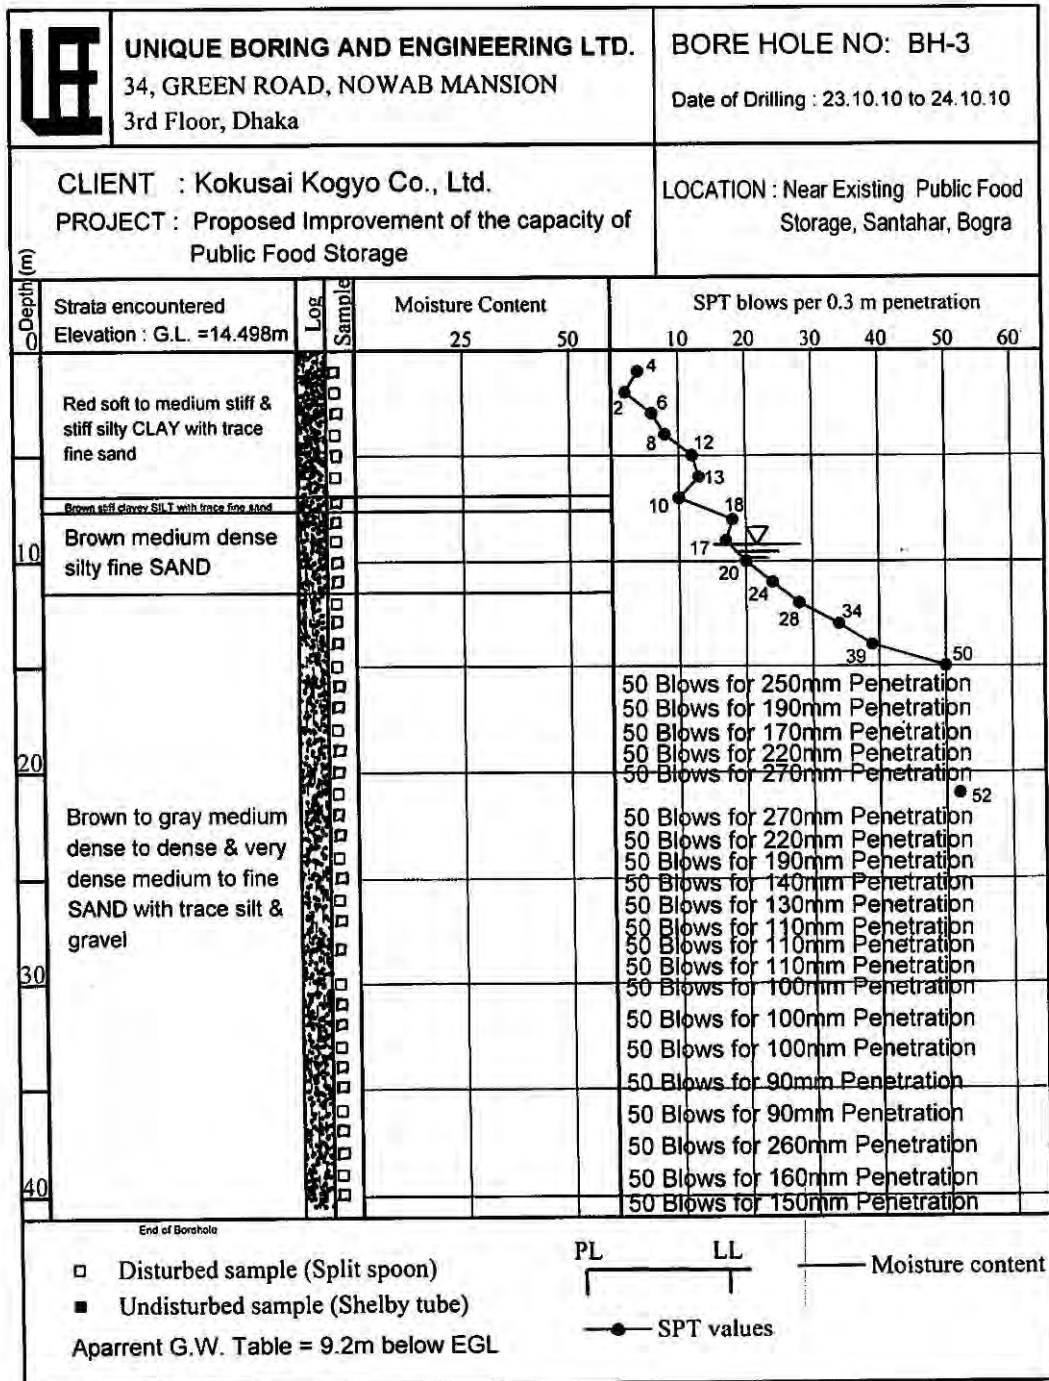 UNIQUE BORING AND ENGINEERING LTD.
34, GREEN ROAD, NOWAB MANSION
3rd Floor, Dhaka
BORE HOLE NO: BH-3
Date of Drilling : 23.10.10 to 24.10.10
CLIENT : Kokusai Kogyo Co., Ltd.
PROJECT : Proposed Improvement of the capacity of
Public Food Storage
LOCATION : Near Existing Public Food
Storage, Santahar, Bogra
Depth (m)
Strata encountered
Elevation : G.L. =14.498m
Log
Sample
Moisture Content
25 50
SPT blows per 0.3 m penetration
10 20 30 40 50 60
0
Red soft to medium stiff &
stiff silty CLAY with trace
fine sand
Brown stiff clayey SILT with trace fine sand
Brown medium dense
silty fine SAND
10
Brown to gray medium
dense to dense & very
dense medium to fine
SAND with trace silt &
gravel
20
30
40
4
2
6
8
12
13
10
18
17
20
24
28
34
39
50
50 Blows for 250mm Penetration
50 Blows for 190mm Penetration
50 Blows for 170mm Penetration
50 Blows for 220mm Penetration
50 Blows for 270mm Penetration
52
50 Blows for 270mm Penetration
50 Blows for 220mm Penetration
50 Blows for 190mm Penetration
50 Blows for 140mm Penetration
50 Blows for 130mm Penetration
50 Blows for 110mm Penetration
50 Blows for 110mm Penetration
50 Blows for 110mm Penetration
50 Blows for 100mm Penetration
50 Blows for 100mm Penetration
50 Blows for 100mm Penetration
50 Blows for 90mm Penetration
50 Blows for 90mm Penetration
50 Blows for 260mm Penetration
50 Blows for 160mm Penetration
50 Blows for 150mm Penetration
End of Borehole
Disturbed sample (Split spoon)
Undisturbed sample (Shelby tube)
Aparrent G.W. Table = 9.2m below EGL
PL LL
Moisture content
SPT values